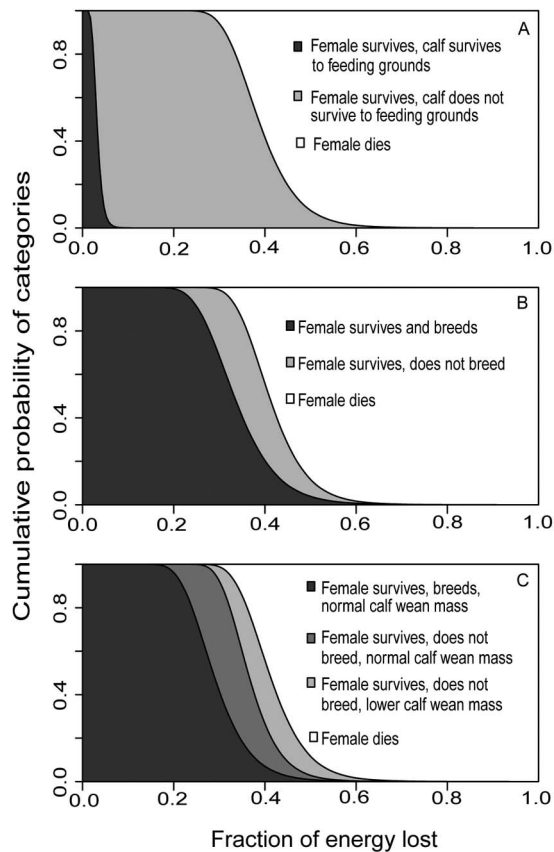 Cumulative probability of categories
A
Female survives, calf survives
to feeding grounds
Female survives, calf does not
survive to feeding grounds
Female dies
0.8
0.4
0.0
0.0 0.2 0.4 0.6 0.8 1.0
B
Female survives and breeds
Female survives, does not breed
Female dies
0.8
0.4
0.0
0.0 0.2 0.4 0.6 0.8 1.0
C
Female survives, breeds,
normal calf wean mass
Female survives, does not
breed, normal calf wean mass
Female survives, does not
breed, lower calf wean mass
Female dies
0.8
0.4
0.0
0.0 0.2 0.4 0.6 0.8 1.0
Fraction of energy lost